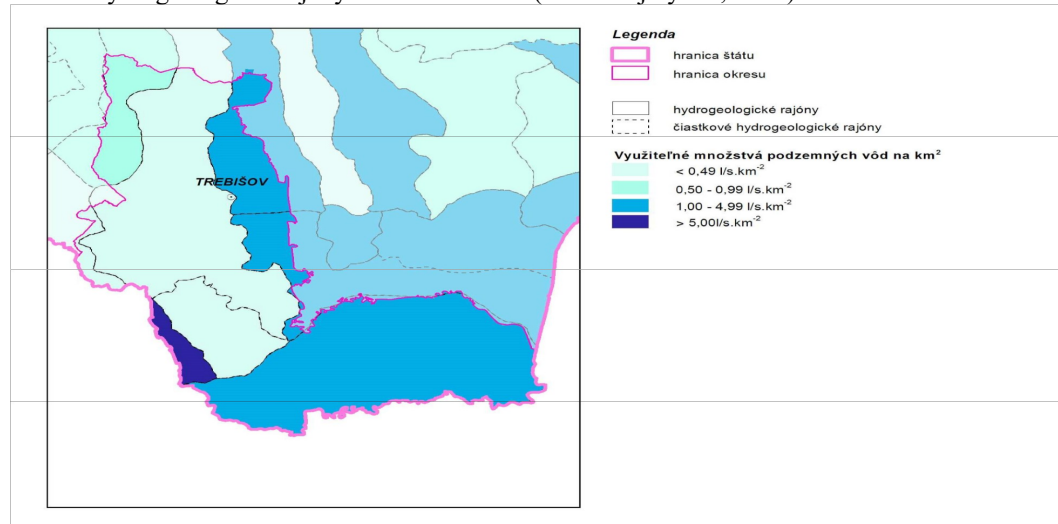 Legenda
hranica štátu
hranica okresu
hydrogeologické rajóny
čiastkové hydrogeologické rajóny
Využiteľné množstvá podzemných vôd na km²
< 0,49 l/s.km⁻²
0,50 - 0,99 l/s.km⁻²
1,00 - 4,99 l/s.km⁻²
> 5,00l/s.km⁻²
TREBIŠOV